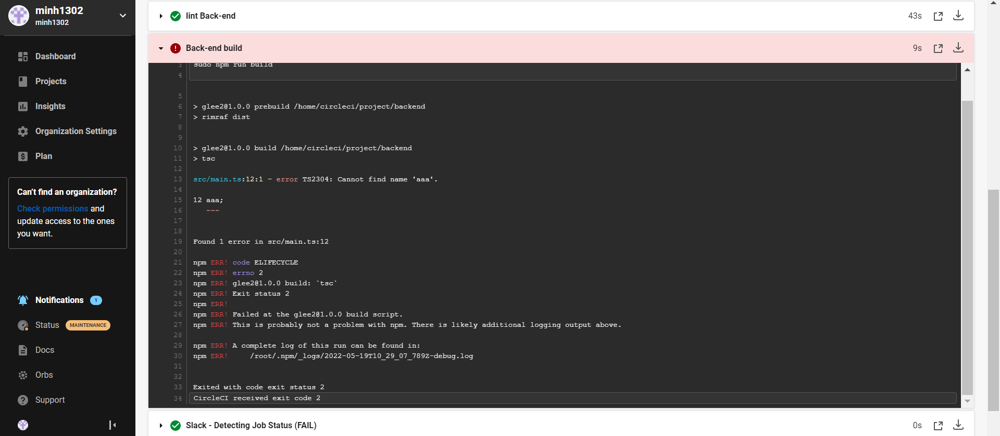 minh1302
minh1302
Dashboard
Projects
Insights
Organization Settings
Plan
Can't find an organization?
Check permissions and
update access to the ones
you want.
Notifications 1
Status MAINTENANCE
Docs
Orbs
Support
lint Back-end 43s
Back-end build 9s
3 sudo npm run build
4
5
6 > glee2@1.0.0 prebuild /home/circleci/project/backend
7 > rimraf dist
8
9
10 > glee2@1.0.0 build /home/circleci/project/backend
11 > tsc
12
13 src/main.ts:12:1 - error TS2304: Cannot find name 'aaa'.
14
15 12 aaa;
16 ~~~
17
18
19 Found 1 error in src/main.ts:12
20
21 npm ERR! code ELIFECYCLE
22 npm ERR! errno 2
23 npm ERR! glee2@1.0.0 build: `tsc`
24 npm ERR! Exit status 2
25 npm ERR!
26 npm ERR! Failed at the glee2@1.0.0 build script.
27 npm ERR! This is probably not a problem with npm. There is likely additional logging output above.
28
29 npm ERR! A complete log of this run can be found in:
30 npm ERR! /root/.npm/_logs/2022-05-19T10_29_07_789Z-debug.log
31
32
33 Exited with code exit status 2
34 CircleCI received exit code 2
Slack - Detecting Job Status (FAIL) 0s